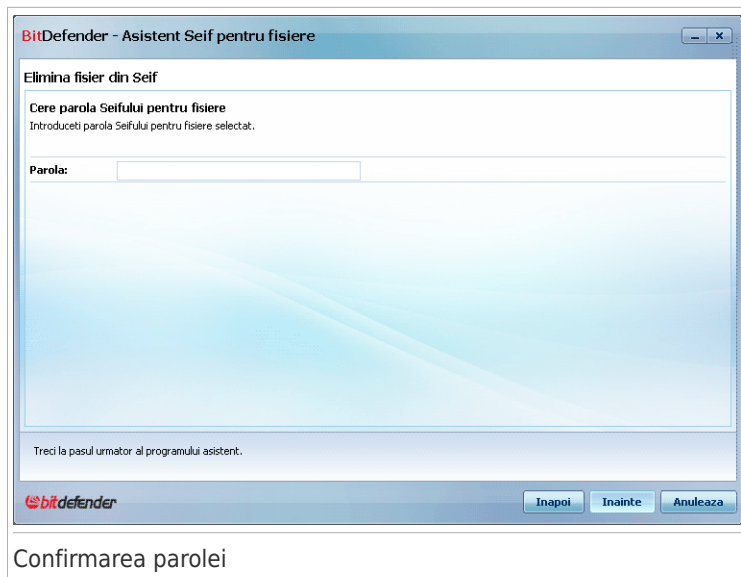 BitDefender - Asistent Seif pentru fisiere
Elimina fisier din Seif
Cere parola Seifului pentru fisiere
Introduceti parola Seifului pentru fisiere selectat.
Parola:
Treci la pasul urmator al programului asistent.
bitdefender
Inapoi
Inainte
Anuleaza
Confirmarea parolei